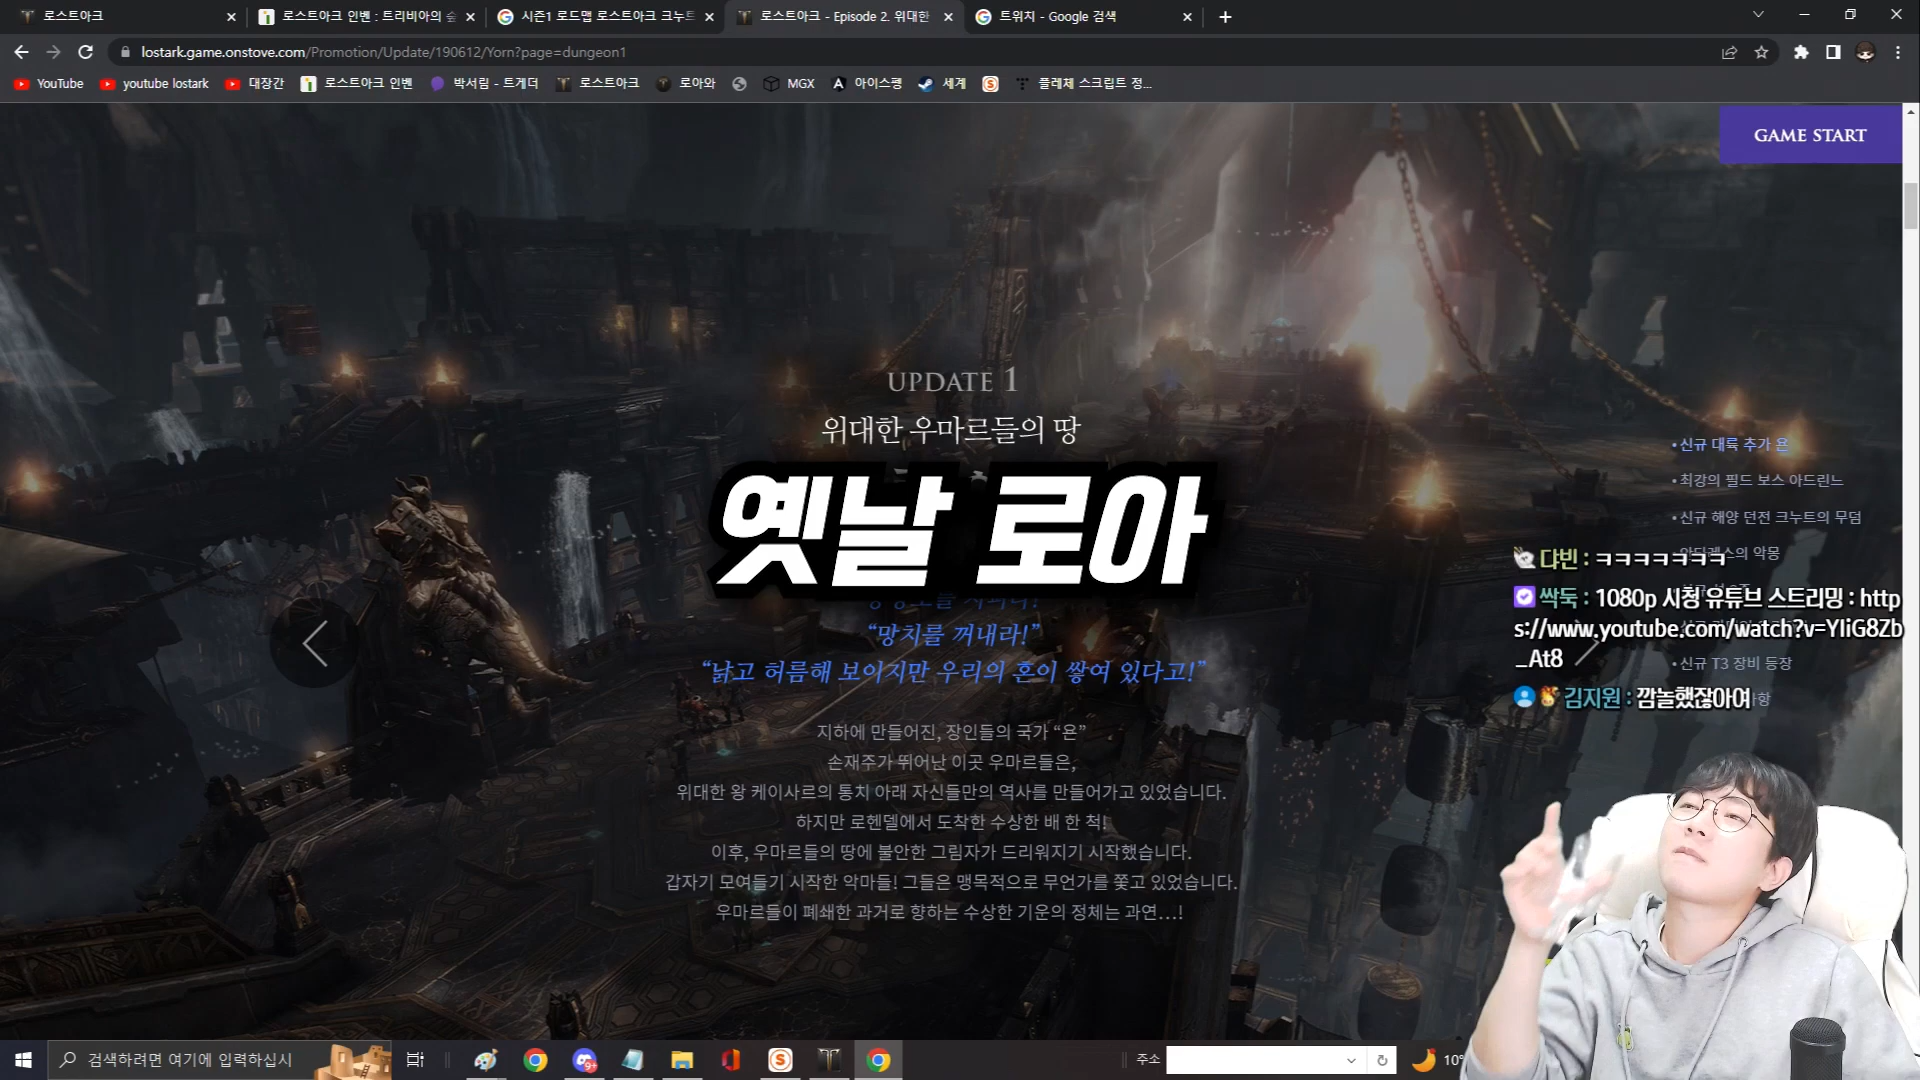 로스트아크
로스트아크 인벤 : 트리비아의 숲
시즌1 로드맵 로스트아크 크누트
로스트아크 - Episode 2. 위대한
트위치 - Google 검색
lostark.game.onstove.com/Promotion/Update/190612/Yorn?page=dungeon1
YouTube
youtube lostark
대장간
로스트아크 인벤
박서림 - 트게더
로스트아크
로아와
MGX
아이스펭
세계
플레체 스크립트 정...
GAME START
UPDATE 1
위대한 우마르들의 땅
옛날 로아
“망치를 꺼내라!”
“낡고 허름해 보이지만 우리의 혼이 쌓여 있다고!”
지하에 만들어진, 장인들의 국가 “욘”
손재주가 뛰어난 이곳 우마르들은,
위대한 왕 케이사르의 통치 아래 자신들만의 역사를 만들어가고 있었습니다.
하지만 로헨델에서 도착한 수상한 배 한 척!
이후, 우마르들의 땅에 불안한 그림자가 드리워지기 시작했습니다.
갑자기 모여들기 시작한 악마들! 그들은 맹목적으로 무언가를 쫓고 있었습니다.
우마르들이 폐쇄한 과거로 향하는 수상한 기운의 정체는 과연...!
• 신규 대륙 추가 욘
• 최강의 필드 보스 아드린느
• 신규 해양 던전 크누트의 무덤
악몽
다빈 : ㅋㅋㅋㅋㅋㅋㅋ
싹둑 : 1080p 시청 유튜브 스트리밍 : http
s://www.youtube.com/watch?v=YIiG8Zb
_At8
• 신규 T3 장비 등장
김지원 : 깜놀했잖아여
검색하려면 여기에 입력하십시
9+
주소
10°